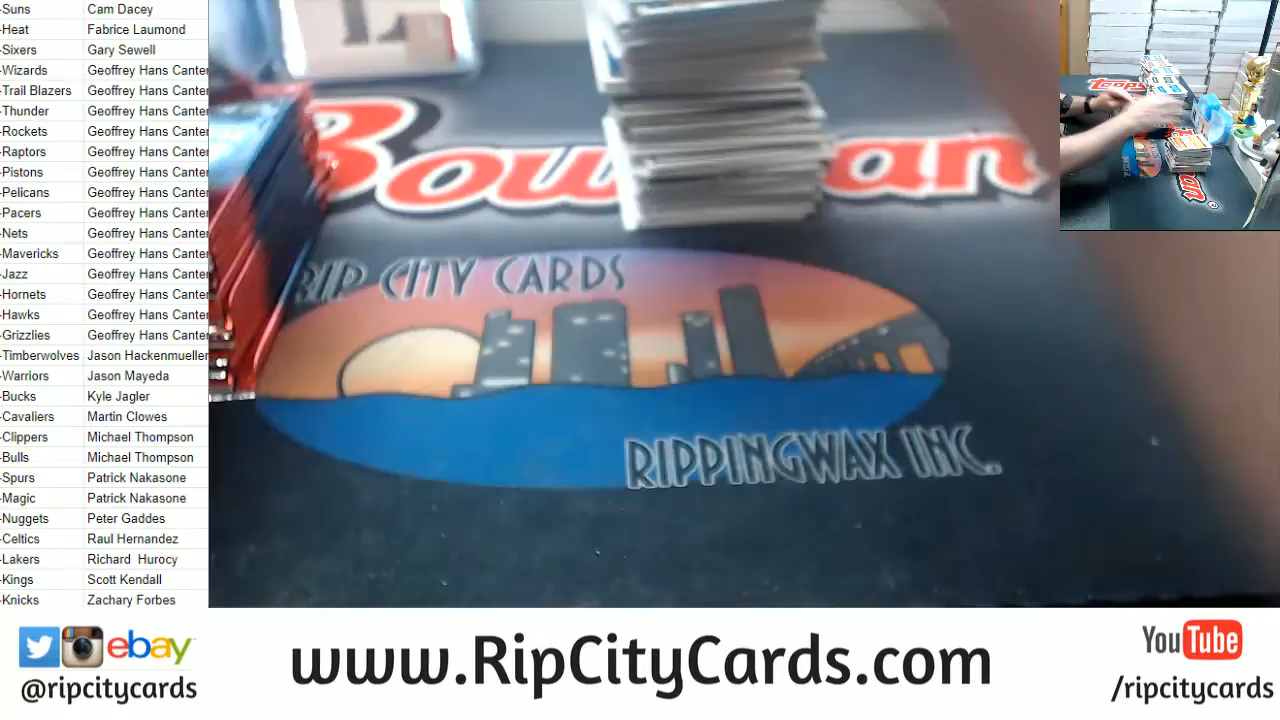 -Suns Cam Dacey
-Heat Fabrice Laumond
-Sixers Gary Sewell
-Wizards Geoffrey Hans Canter
-Trail Blazers Geoffrey Hans Canter
-Thunder Geoffrey Hans Canter
-Rockets Geoffrey Hans Canter
-Raptors Geoffrey Hans Canter
-Pistons Geoffrey Hans Canter
-Pelicans Geoffrey Hans Canter
-Pacers Geoffrey Hans Canter
-Nets Geoffrey Hans Canter
-Mavericks Geoffrey Hans Canter
-Jazz Geoffrey Hans Canter
-Hornets Geoffrey Hans Canter
-Hawks Geoffrey Hans Canter
-Grizzlies Geoffrey Hans Canter
-Timberwolves Jason Hackenmueller
-Warriors Jason Mayeda
-Bucks Kyle Jagler
-Cavaliers Martin Clowes
-Clippers Michael Thompson
-Bulls Michael Thompson
-Spurs Patrick Nakasone
-Magic Patrick Nakasone
-Nuggets Peter Gaddes
-Celtics Raul Hernandez
-Lakers Richard Hurocy
-Kings Scott Kendall
-Knicks Zachary Forbes
RIP CITY CARDS
RIPPINGWAX INC.
ebay
@ripcitycards
www.RipCityCards.com
YouTube
/ripcitycards